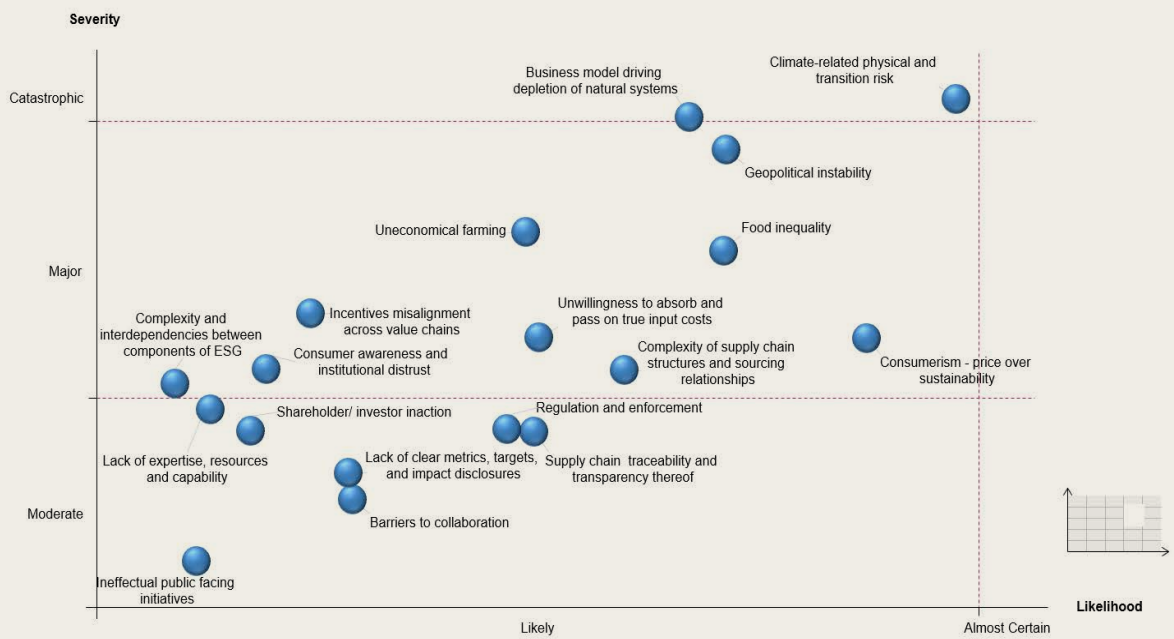 Severity
Climate-related physical and
transition risk
Business model driving
depletion of natural systems
Catastrophic
Geopolitical instability
Uneconomical farming
Food inequality
Major
Unwillingness to absorb and
pass on true input costs
Incentives misalignment
across value chains
Complexity and
interdependencies between
components of ESG
Consumer awareness and
institutional distrust
Complexity of supply chain
structures and sourcing
relationships
Consumerism - price over
sustainability
Shareholder/ investor inaction
Regulation and enforcement
Lack of expertise, resources
and capability
Lack of clear metrics, targets,
and impact disclosures
Supply chain traceability and
transparency thereof
Moderate
Barriers to collaboration
Ineffectual public facing
initiatives
Likelihood
Likely
Almost Certain